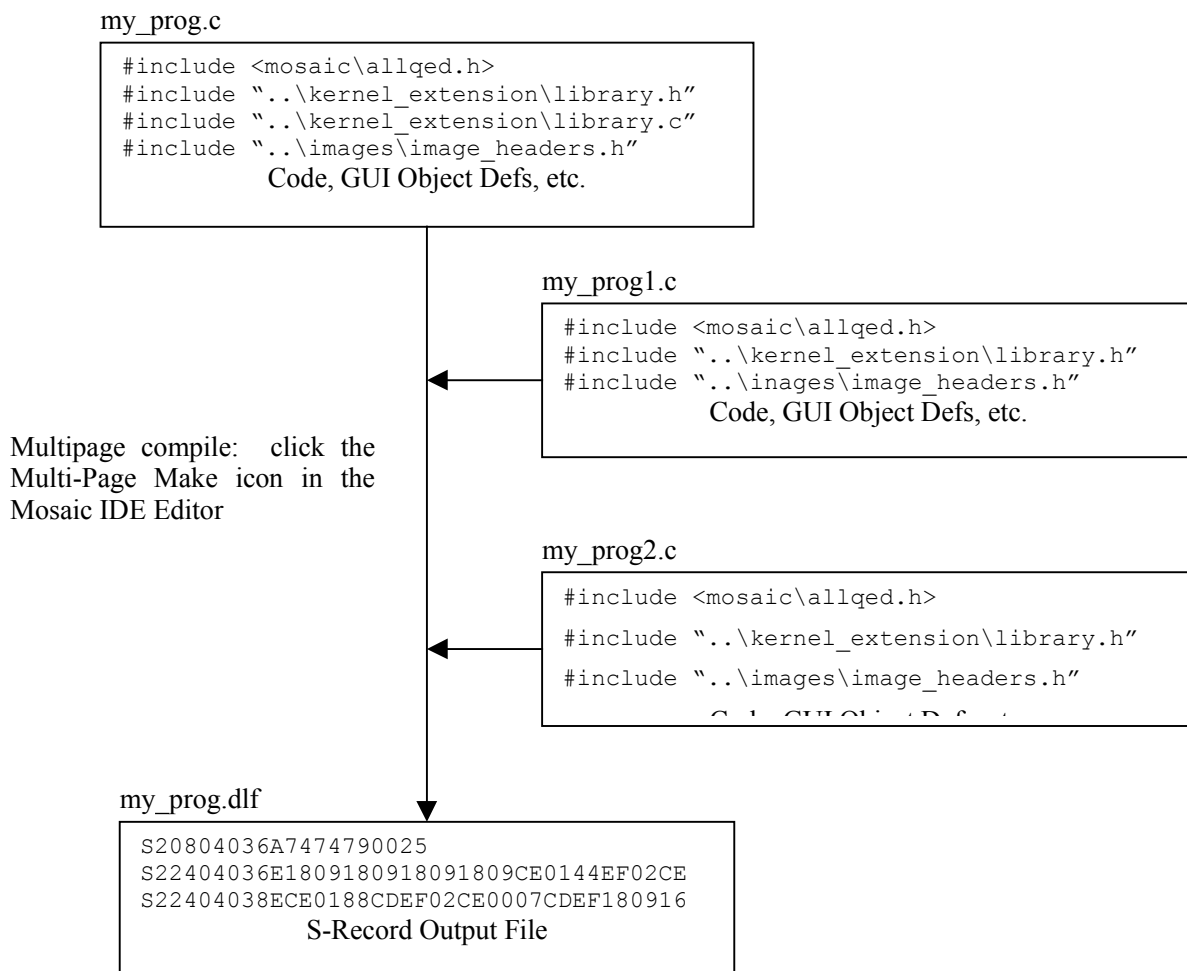 my_prog.c
#include <mosaic\allqed.h>
#include “..\kernel_extension\library.h”
#include “..\kernel_extension\library.c”
#include “..\images\image_headers.h”
Code, GUI Object Defs, etc.
my_prog1.c
#include <mosaic\allqed.h>
#include “..\kernel_extension\library.h”
#include “..\inages\image_headers.h”
Code, GUI Object Defs, etc.
Multipage compile: click the
Multi-Page Make icon in the
Mosaic IDE Editor
my_prog2.c
#include <mosaic\allqed.h>
#include “..\kernel_extension\library.h”
#include “..\images\image_headers.h”
my_prog.dlf
S20804036A7474790025
S22404036E1809180918091809CE0144EF02CE
S22404038ECE0188CDEF02CE0007CDEF180916
S-Record Output File